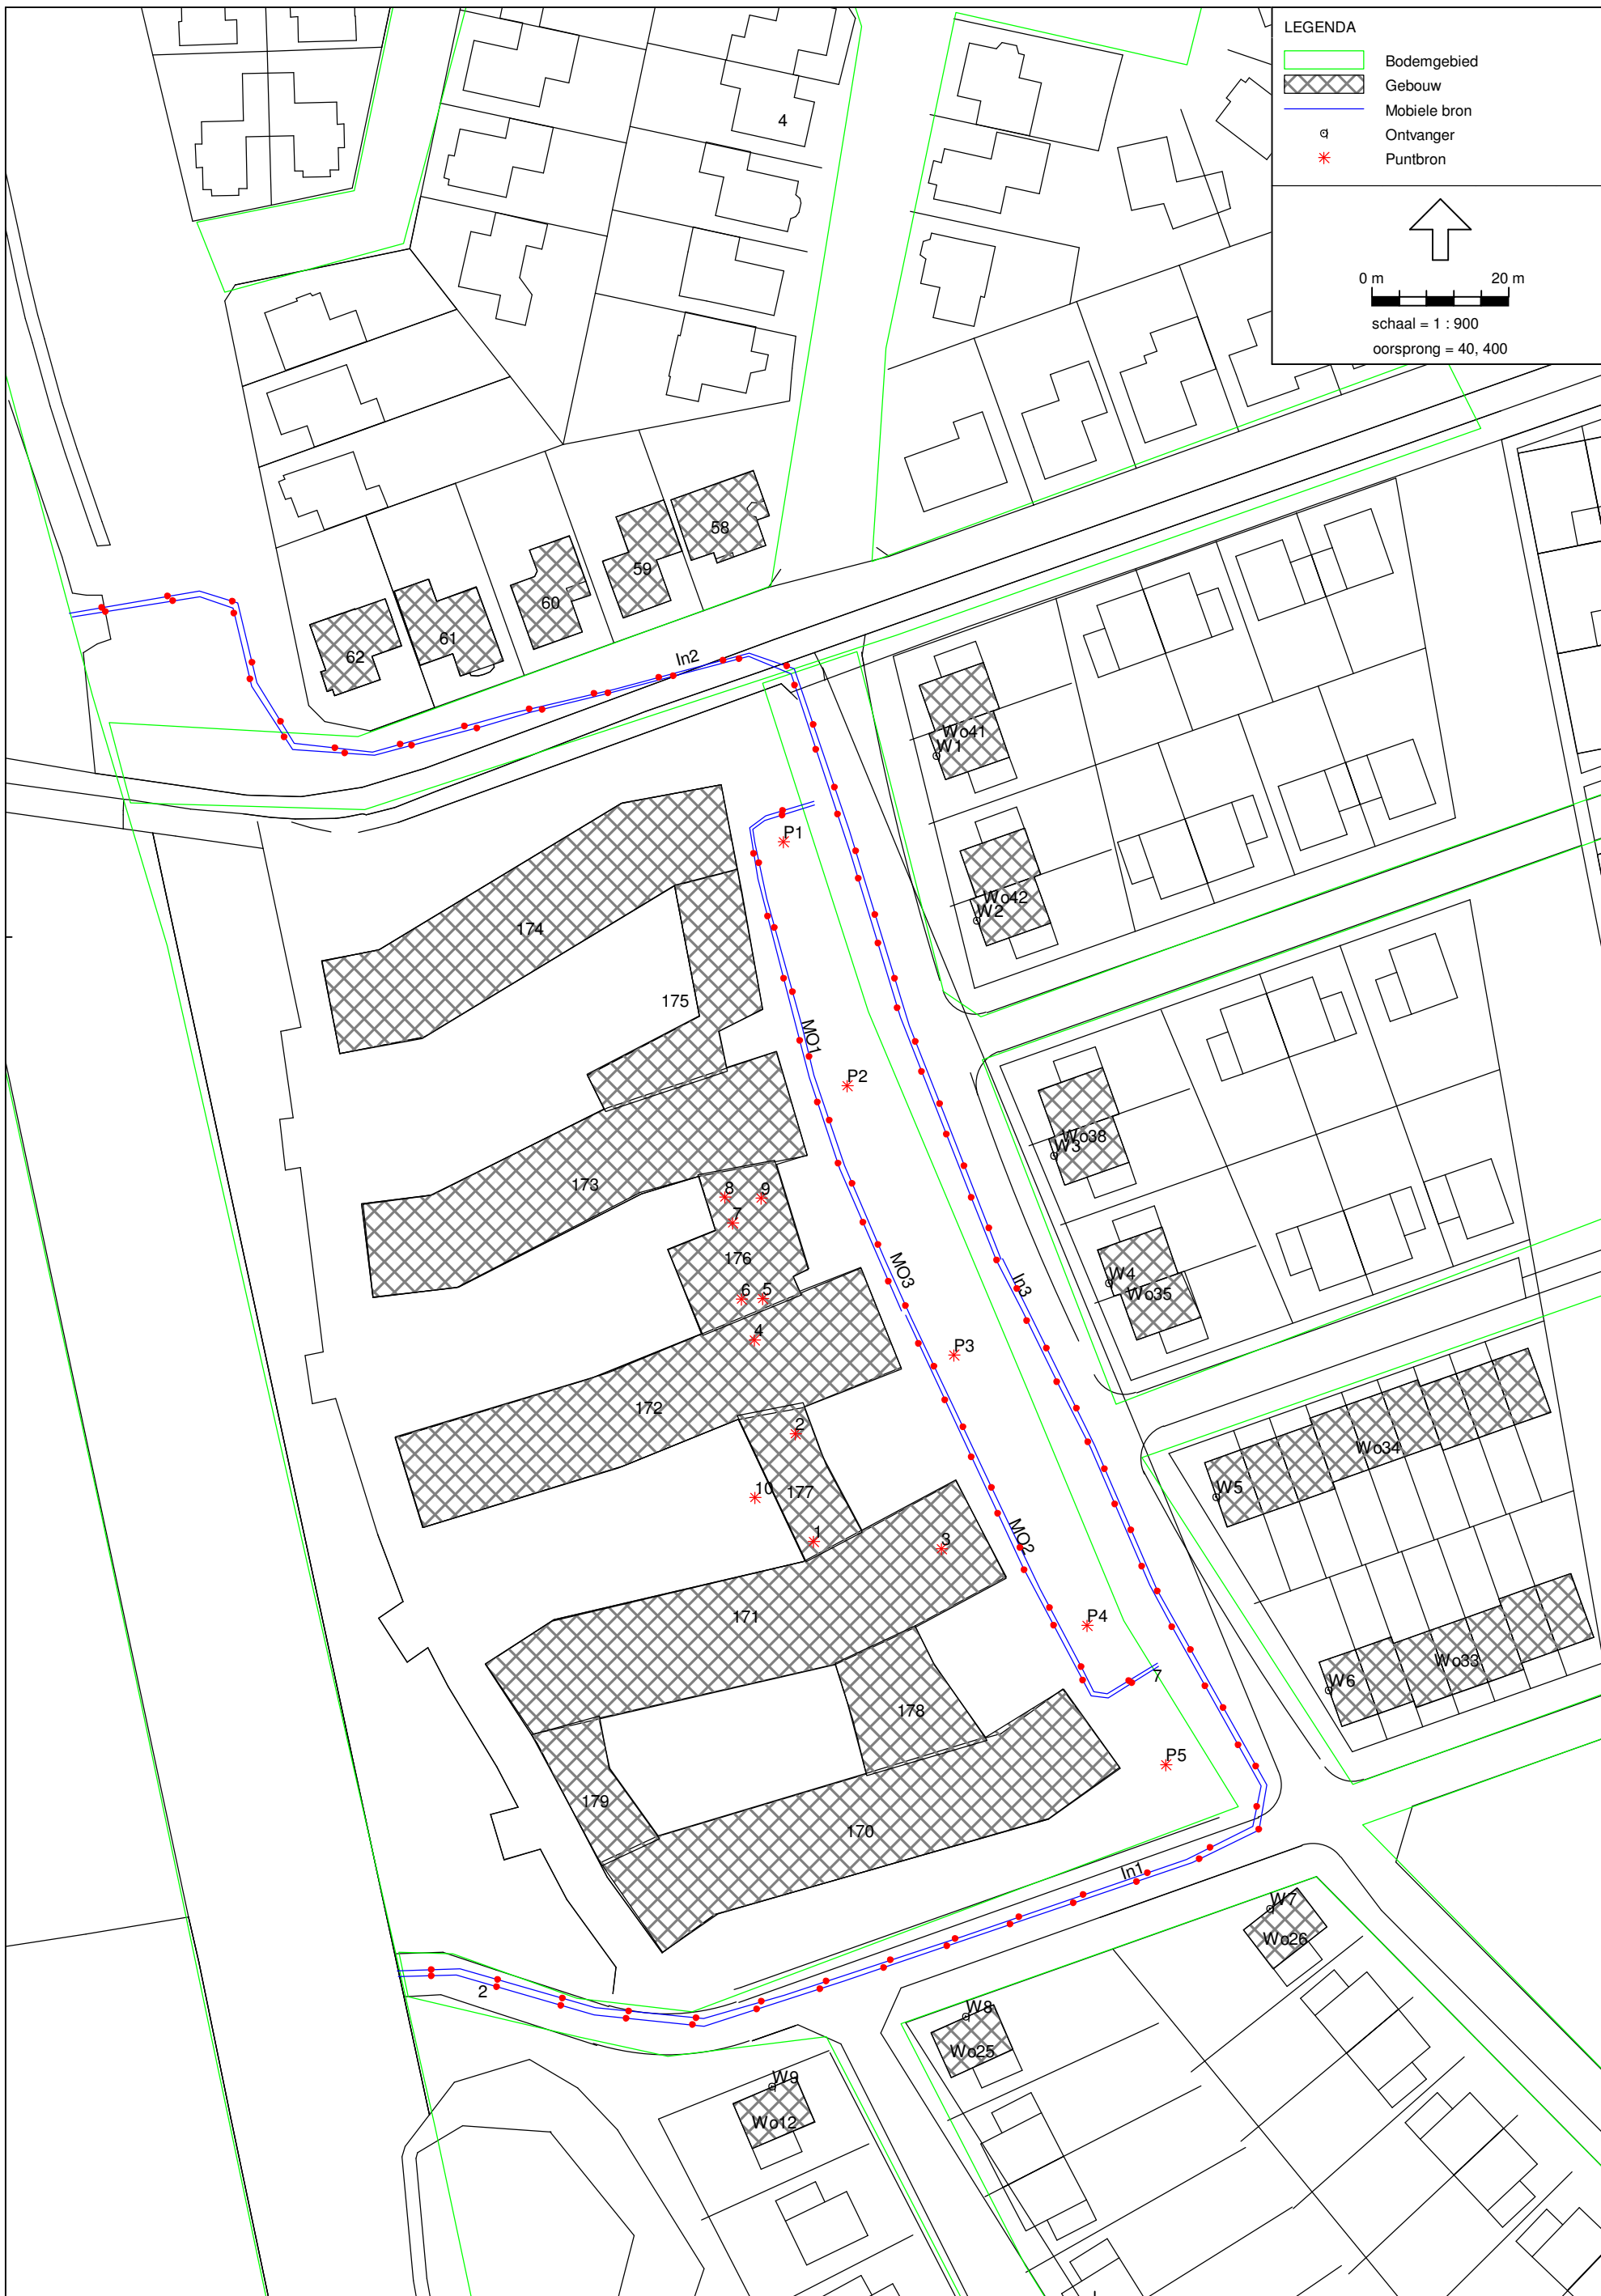 LEGENDA
Bodemgebied
Gebouw
Mobiele bron
Ontvanger
Puntbron
0 m 20 m
schaal = 1 : 900
oorsprong = 40, 400
4
58
59
60
61
62
In2
Wo41
W1
P1
Wo42
W2
174
175
MO1
P2
Wo38
W3
173
8
9
7
176
MO3
In3
W4
Wo35
6
5
4
P3
172
2
Wo34
10
177
W5
MO2
1
3
171
P4
Wo33
7
W6
178
P5
179
170
In1
W7
Wo26
2
W8
Wo25
W9
Wo12